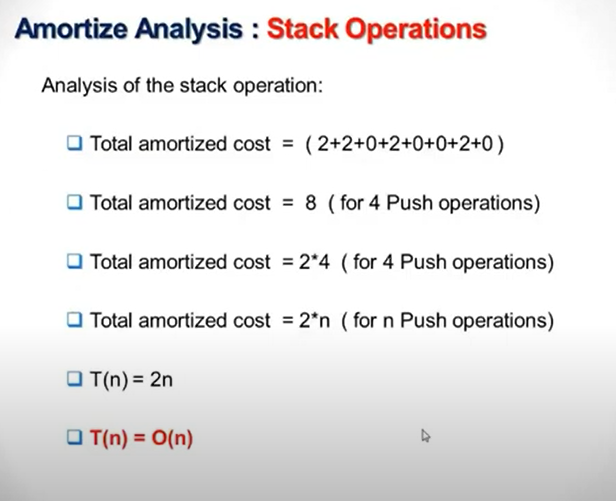 Amortize Analysis : Stack Operations
Analysis of the stack operation:
Total amortized cost = ( 2+2+0+2+0+0+2+0 )
Total amortized cost = 8 ( for 4 Push operations)
Total amortized cost = 2*4 ( for 4 Push operations)
Total amortized cost = 2*n ( for n Push operations)
T(n) = 2n
T(n) = O(n)